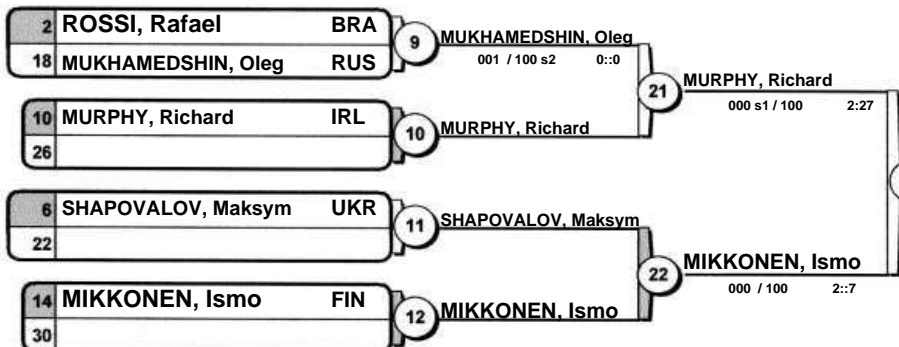 2 ROSSI, Rafael BRA
18 MUKHAMEDSHIN, Oleg RUS
9
MUKHAMEDSHIN, Oleg
001 / 100 s2 0::0
10 MURPHY, Richard IRL
26
10
MURPHY, Richard
21
MURPHY, Richard
000 s1 / 100 2:27
6 SHAPOVALOV, Maksym UKR
22
11
SHAPOVALOV, Maksym
14 MIKKONEN, Ismo FIN
30
12
MIKKONEN, Ismo
22
MIKKONEN, Ismo
000 / 100 2::7